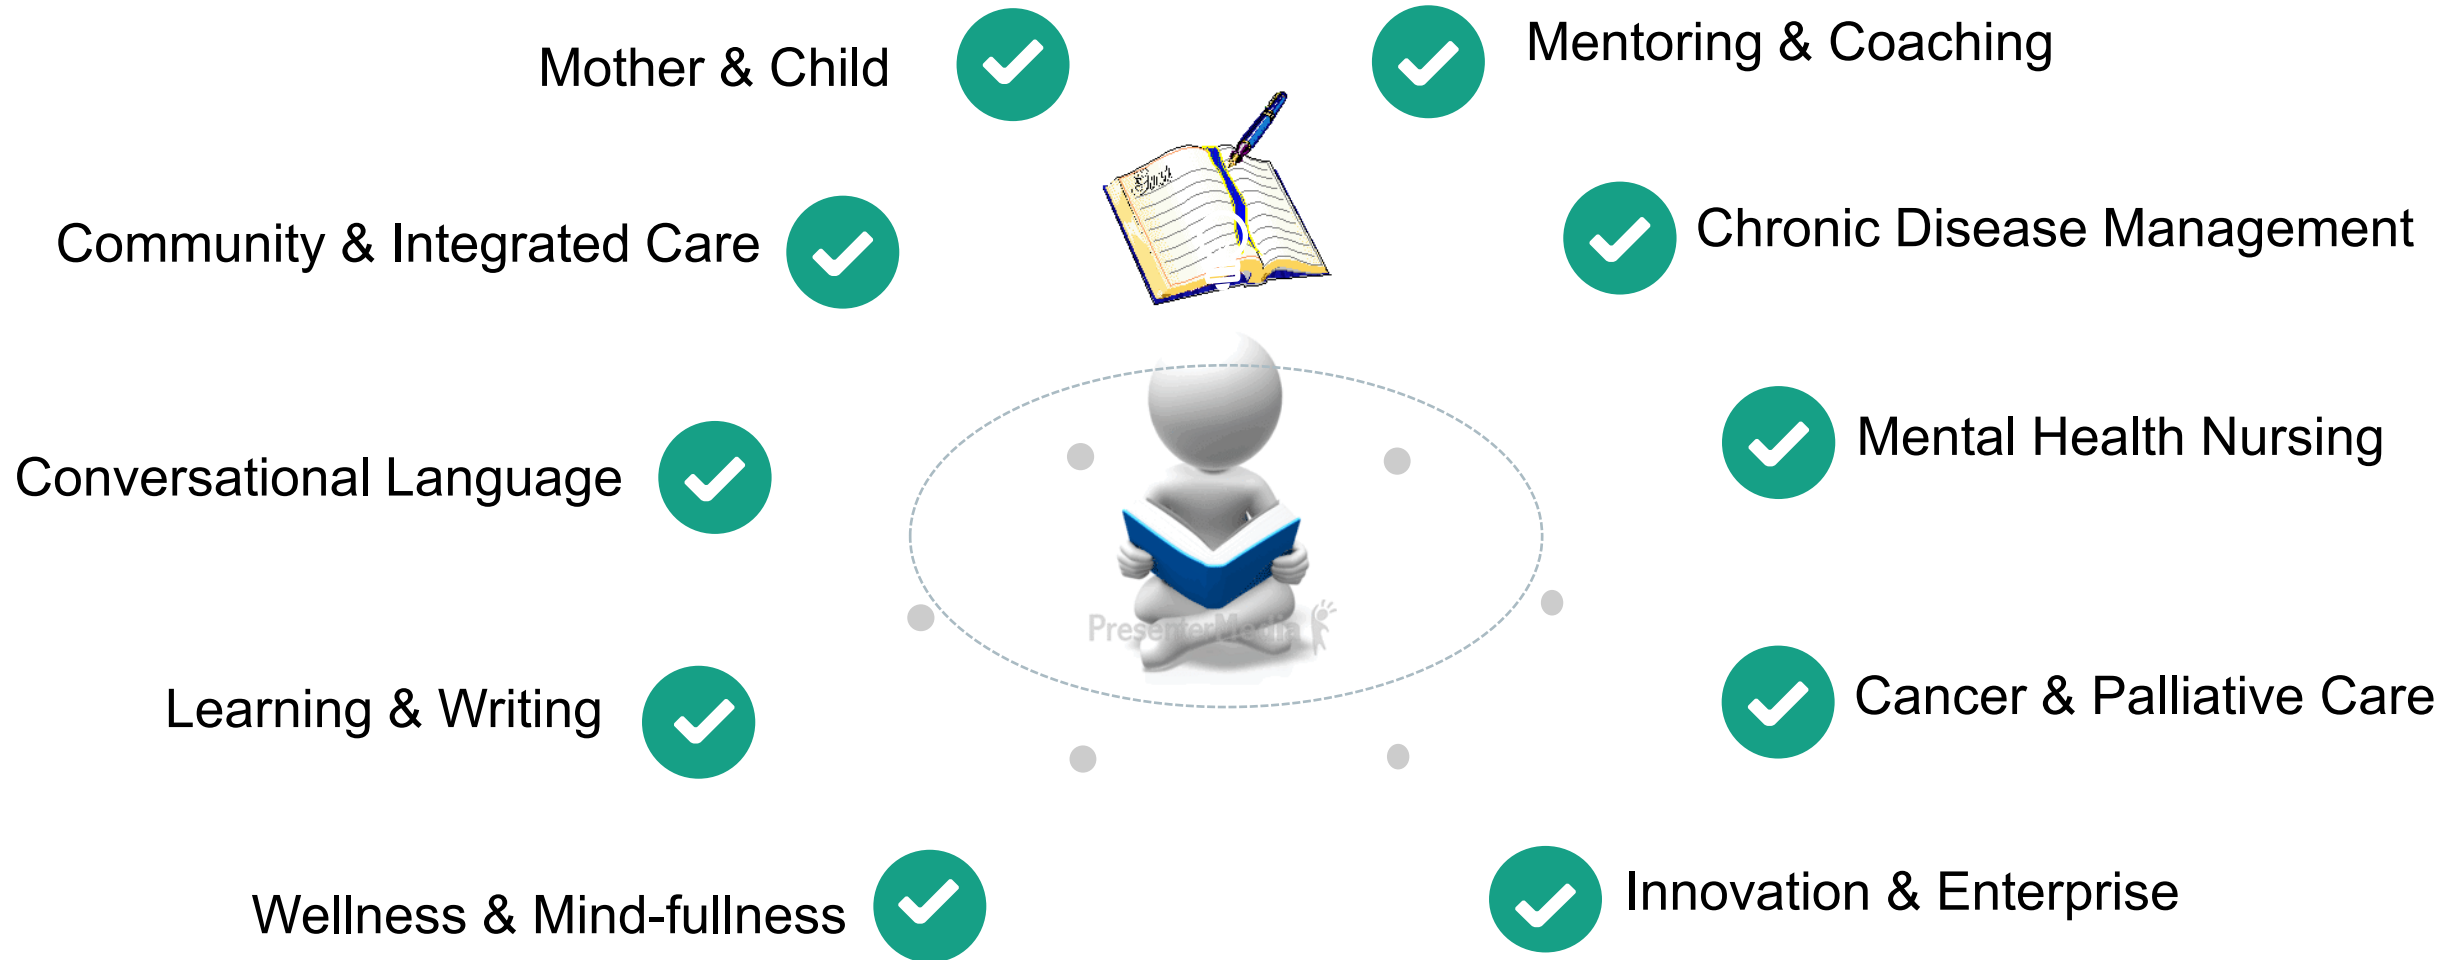 Mother & Child
Mentoring & Coaching
Community & Integrated Care
Chronic Disease Management
Conversational Language
Mental Health Nursing
PresenterMedia
Learning & Writing
Cancer & Palliative Care
Wellness & Mind-fullness
Innovation & Enterprise